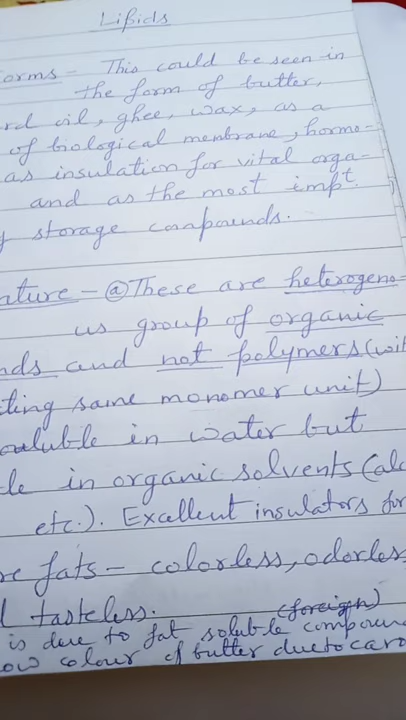 Lipids
orms - This could be seen in
the form of butter,
rd oil, ghee, wax, as a
of biological membrane, hormo-
as insulation for vital orga-
and as the most impt.
y storage compounds.
ature - ⓐ These are heterogeno-
us group of organic
nds and not polymers (wit
ting same monomer unit)
soluble in water but
le in organic solvents (alc
etc.). Excellent insulators for
re fats - colorless, odorless
d tasteless.
(foreign)
is due to fat soluble compoun
ow colour of butter due to caro